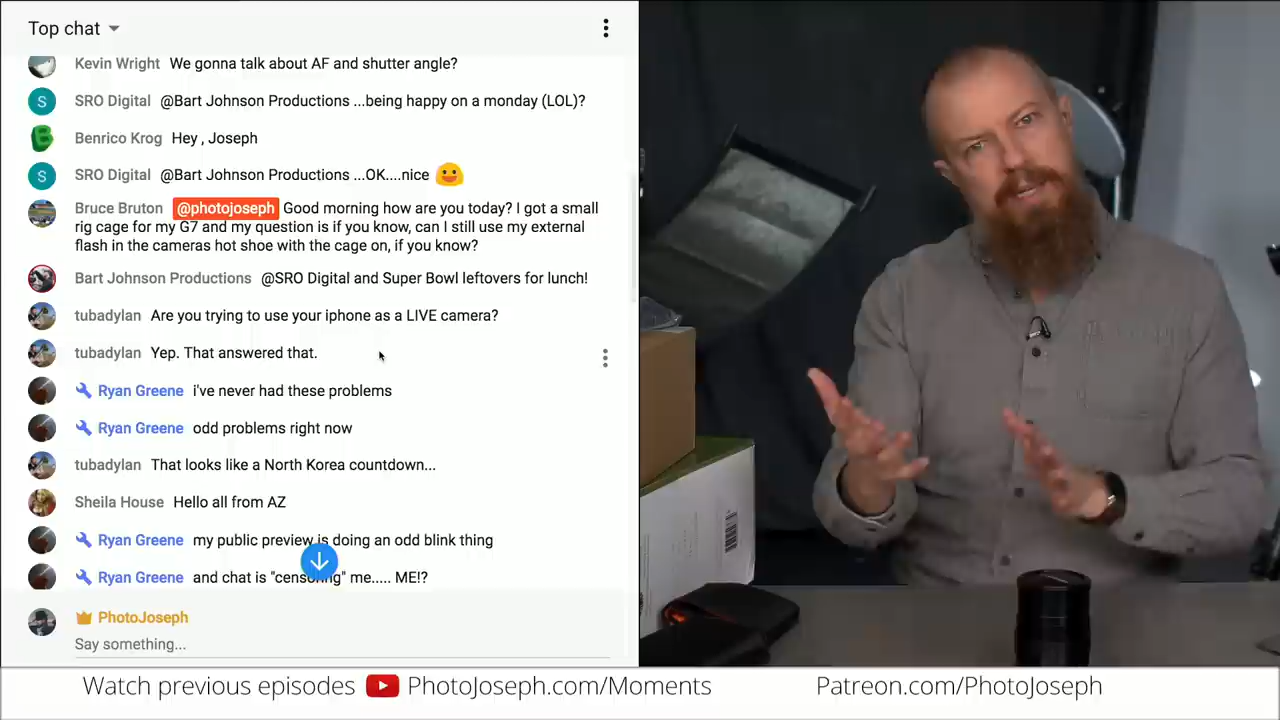 Top chat
Kevin Wright We gonna talk about AF and shutter angle?
S SRO Digital @Bart Johnson Productions ...being happy on a monday (LOL)?
Benrico Krog Hey , Joseph
S SRO Digital @Bart Johnson Productions ...OK....nice 😃
Bruce Bruton @photojoseph Good morning how are you today? I got a small
rig cage for my G7 and my question is if you know, can I still use my external
flash in the cameras hot shoe with the cage on, if you know?
Bart Johnson Productions @SRO Digital and Super Bowl leftovers for lunch!
tubadylan Are you trying to use your iphone as a LIVE camera?
tubadylan Yep. That answered that.
Ryan Greene i've never had these problems
Ryan Greene odd problems right now
tubadylan That looks like a North Korea countdown...
Sheila House Hello all from AZ
Ryan Greene my public preview is doing an odd blink thing
Ryan Greene and chat is "censoring" me..... ME!?
PhotoJoseph
Say something...
Watch previous episodes PhotoJoseph.com/Moments
Patreon.com/PhotoJoseph